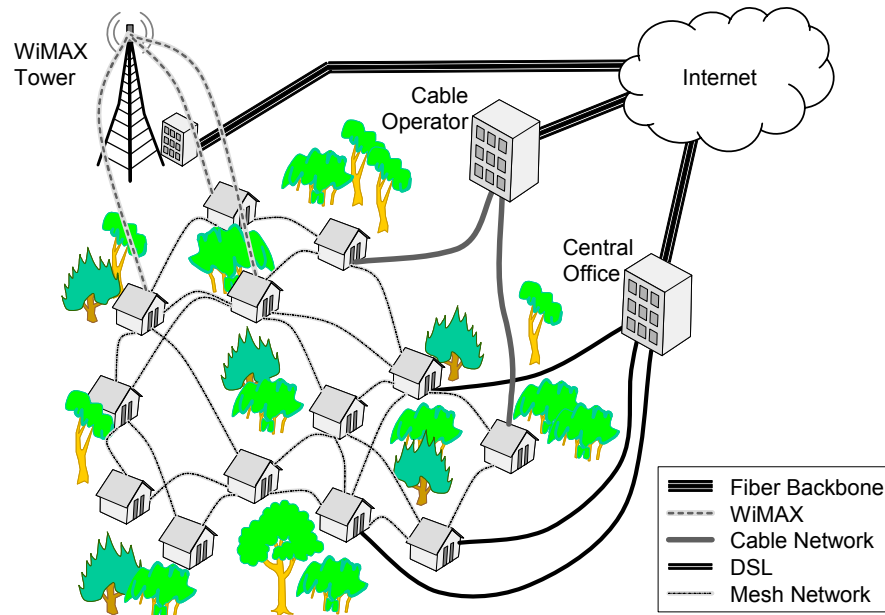 WiMAX
Tower
Cable
Operator
Internet
Central
Office
Fiber Backbone
WiMAX
Cable Network
DSL
Mesh Network